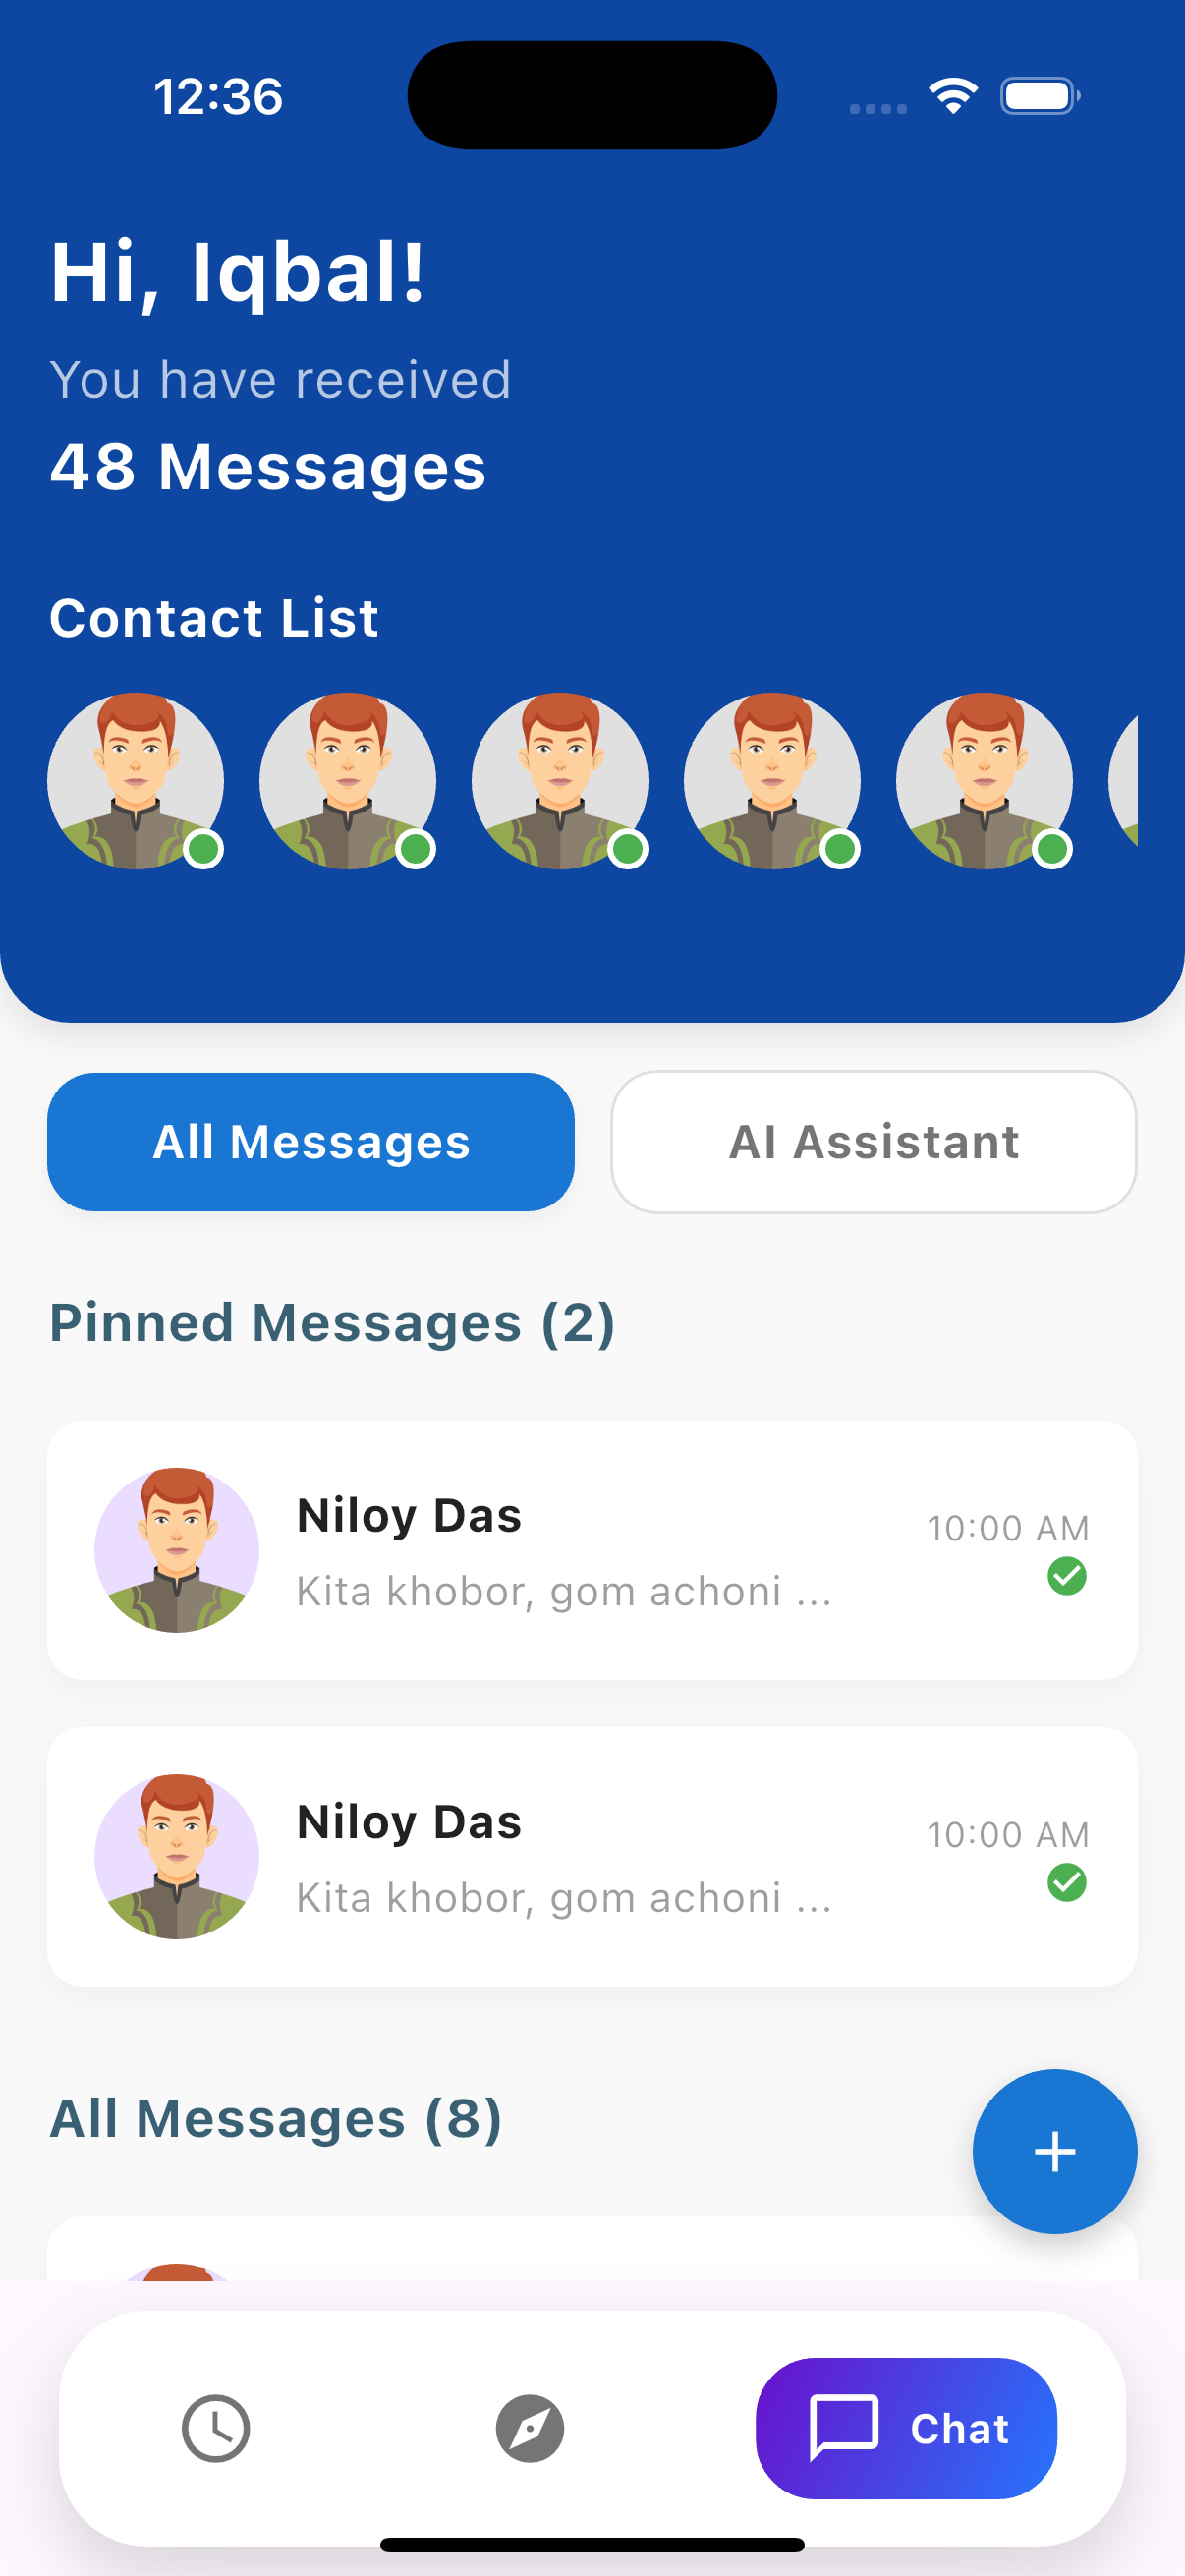 12:36
Hi, Iqbal!
You have received
48 Messages
Contact List
All Messages
AI Assistant
Pinned Messages (2)
Niloy Das
10:00 AM
Kita khobor, gom achoni ...
Niloy Das
10:00 AM
Kita khobor, gom achoni ...
All Messages (8)
Chat